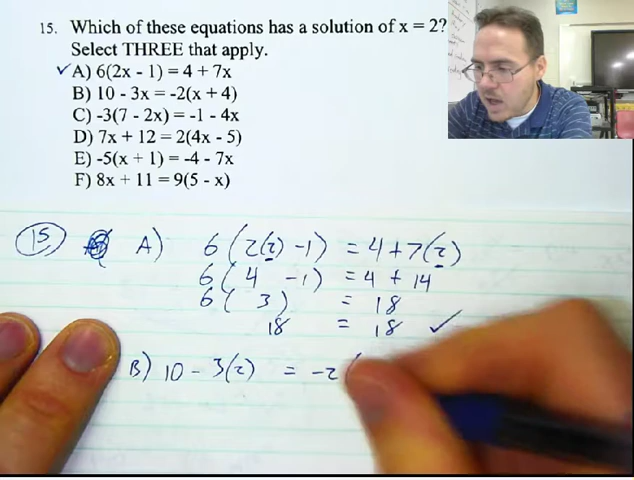 15. Which of these equations has a solution of x = 2?
Select THREE that apply.
✓A) 6(2x - 1) = 4 + 7x
B) 10 - 3x = -2(x + 4)
C) -3(7 - 2x) = -1 - 4x
D) 7x + 12 = 2(4x - 5)
E) -5(x + 1) = -4 - 7x
F) 8x + 11 = 9(5 - x)
15) A) 6(2(2) -1) = 4+7(2)
6(4 -1) = 4 + 14
6(3) = 18
18 = 18 ✓
B) 10 - 3(2) = -2(